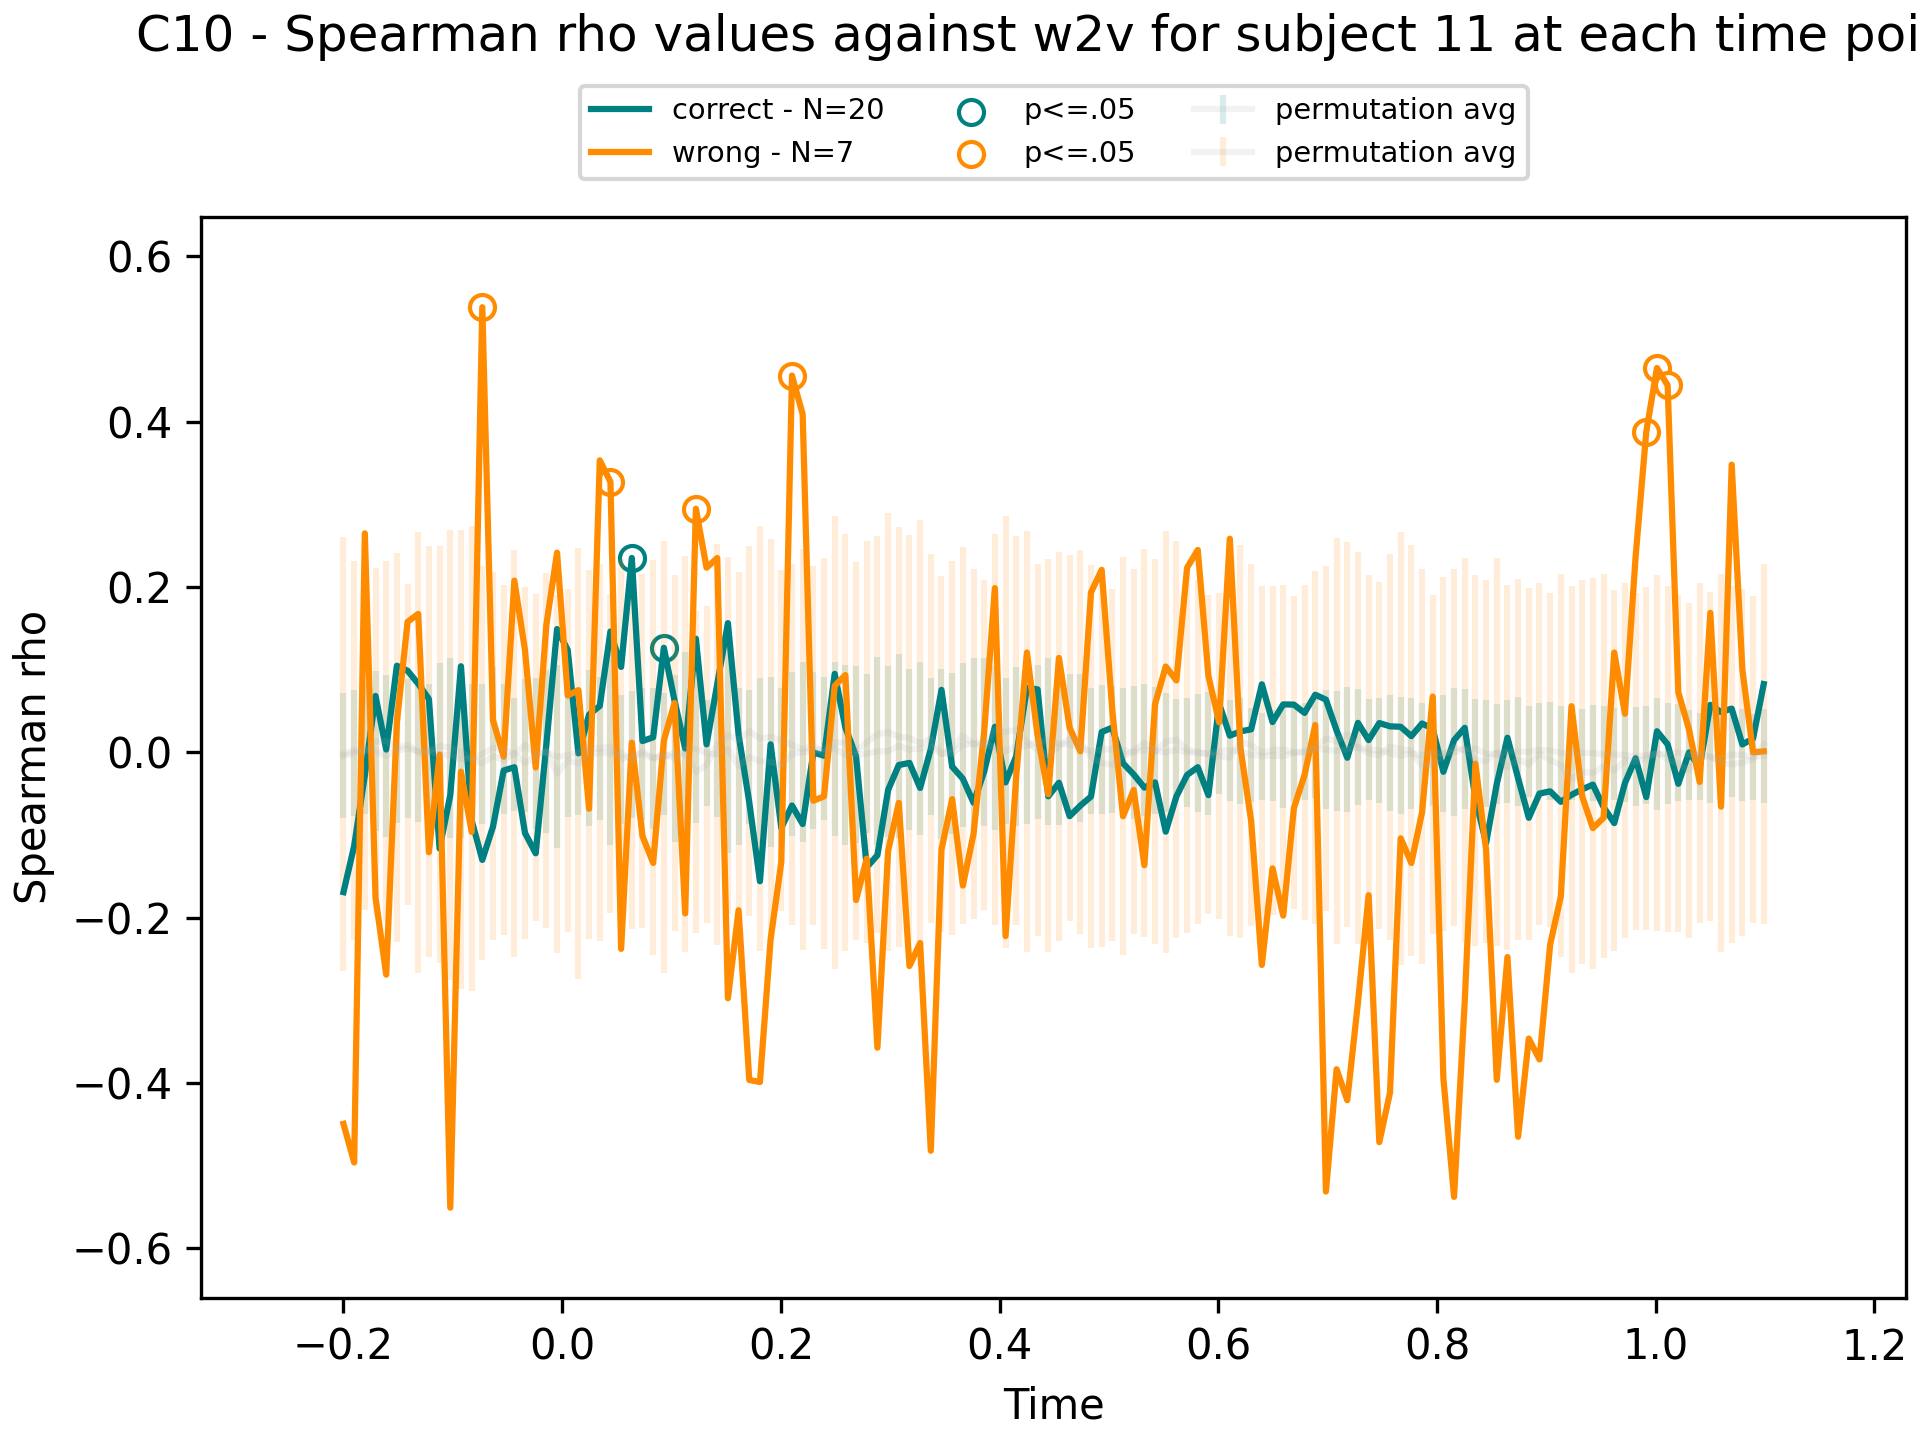 C10 - Spearman rho values against w2v for subject 11 at each time poi
correct - N=20
wrong - N=7
p<=.05
p<=.05
permutation avg
permutation avg
0.6
0.4
0.2
0.0
−0.2
−0.4
−0.6
Spearman rho
−0.2 0.0 0.2 0.4 0.6 0.8 1.0 1.2
Time